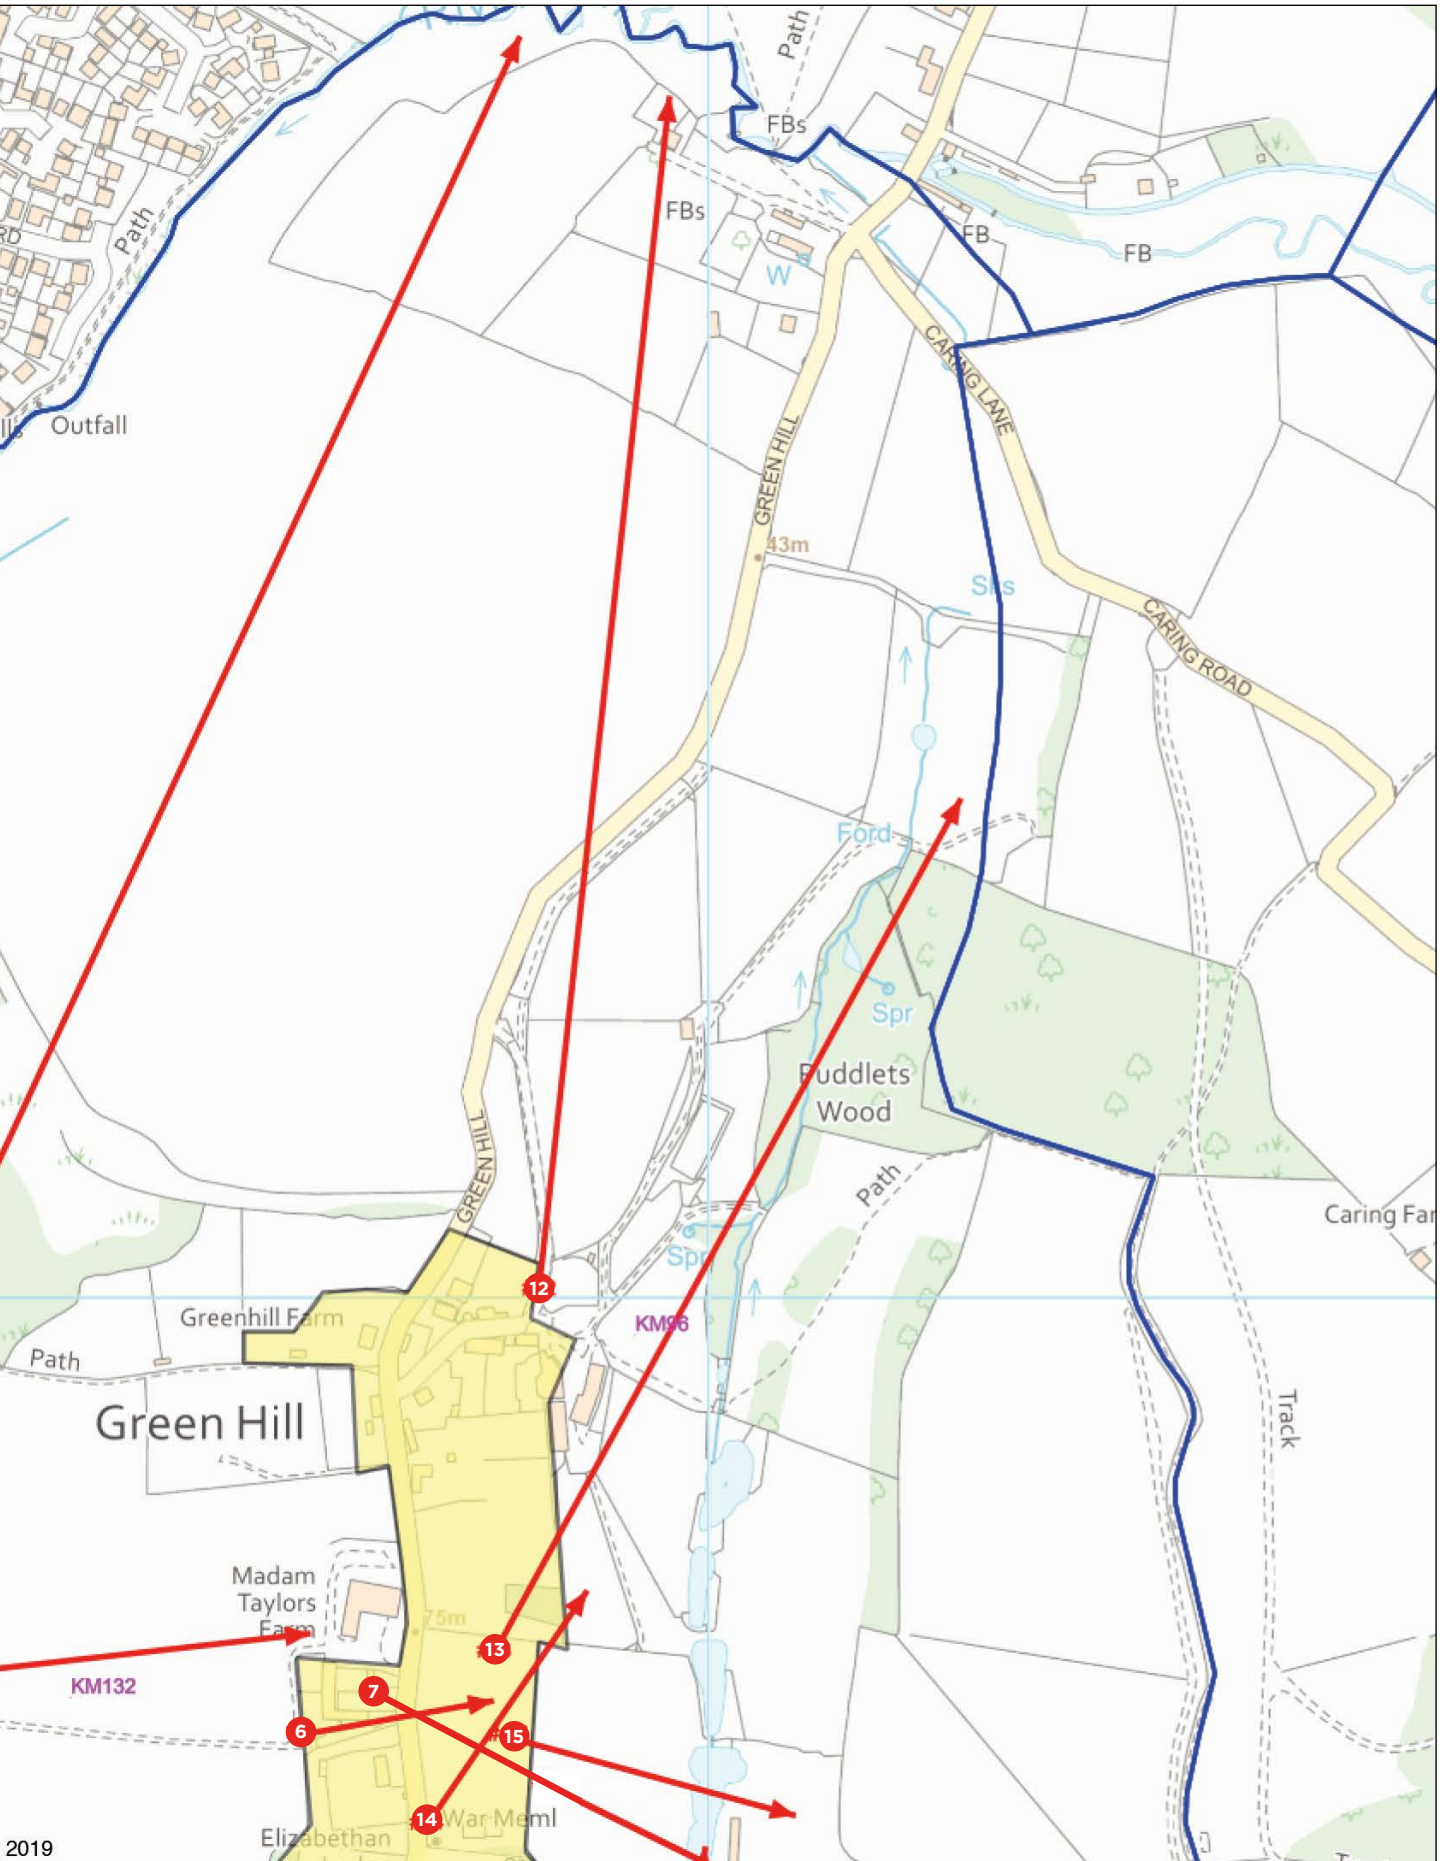 Path
FBs
RD
Path
FBs
FB
FB
W
CARING LANE
Outfall
GREEN HILL
43m
CARING ROAD
Ford
Spr
Puddlets
Wood
GREEN HILL
Path
Caring Far
Spr
12
Greenhill Farm
KM96
Path
Green Hill
Track
Madam
Taylors
Farm
75m
13
KM132
7
6
15
14
War Meml
Elizabethan
2019